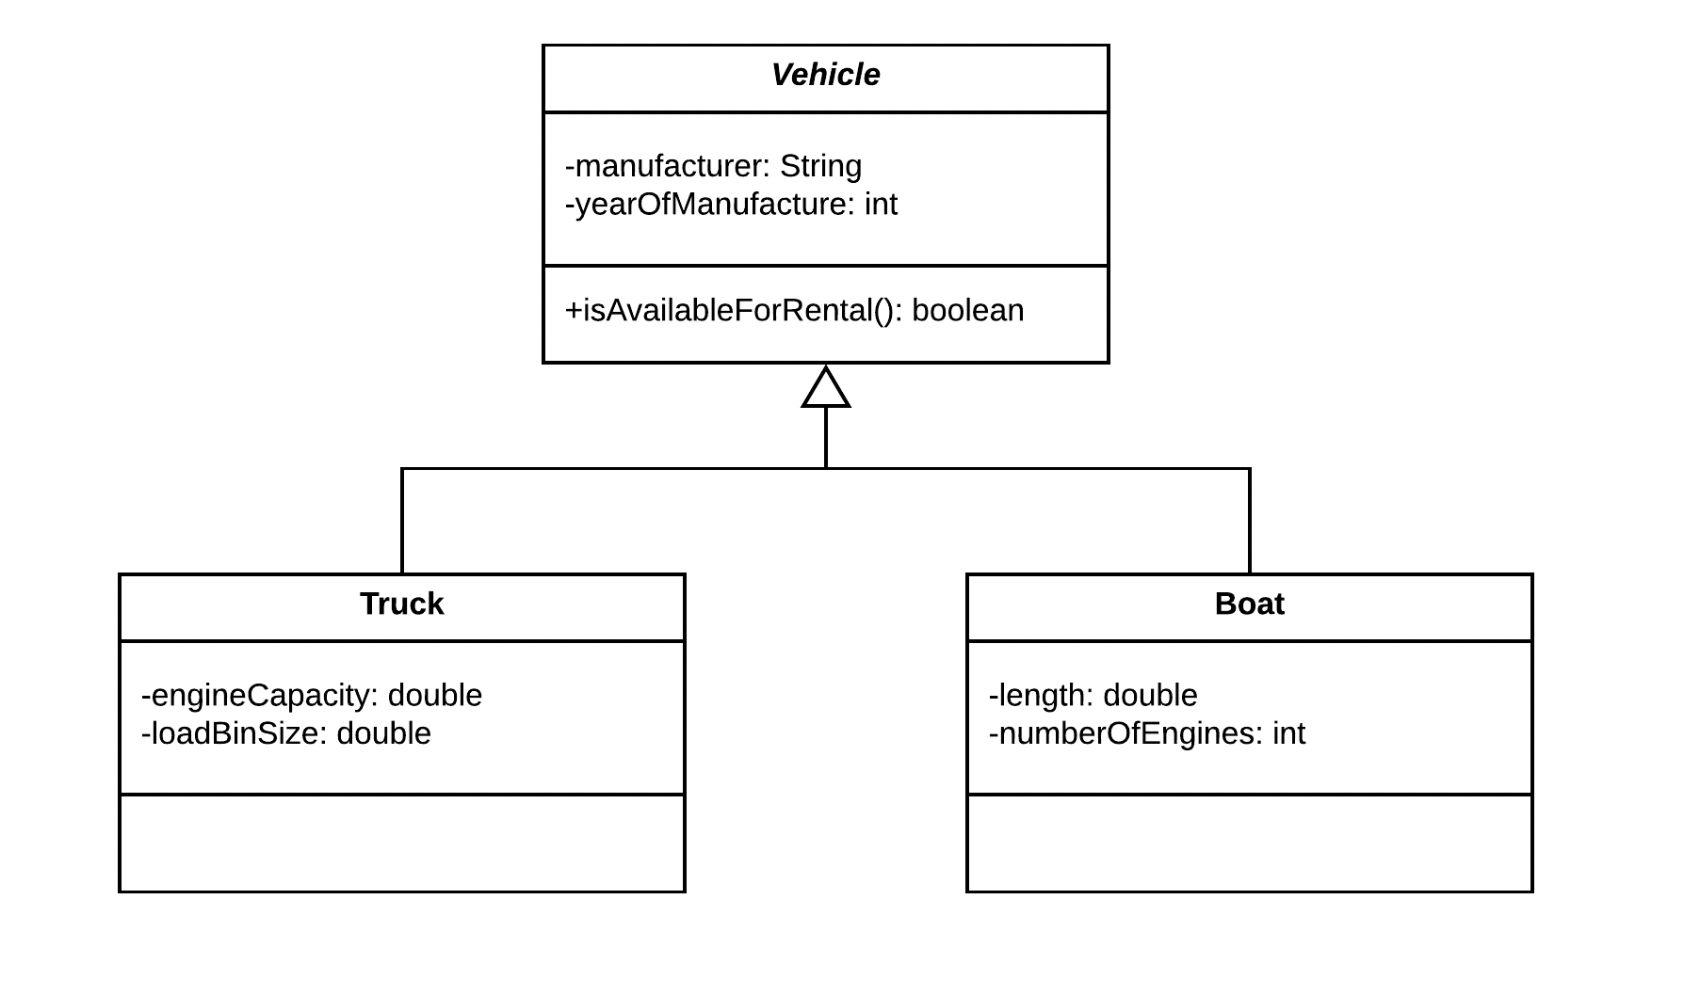 Vehicle
-manufacturer: String
-yearOfManufacture: int
+isAvailableForRental(): boolean
Truck
-engineCapacity: double
-loadBinSize: double
Boat
-length: double
-numberOfEngines: int